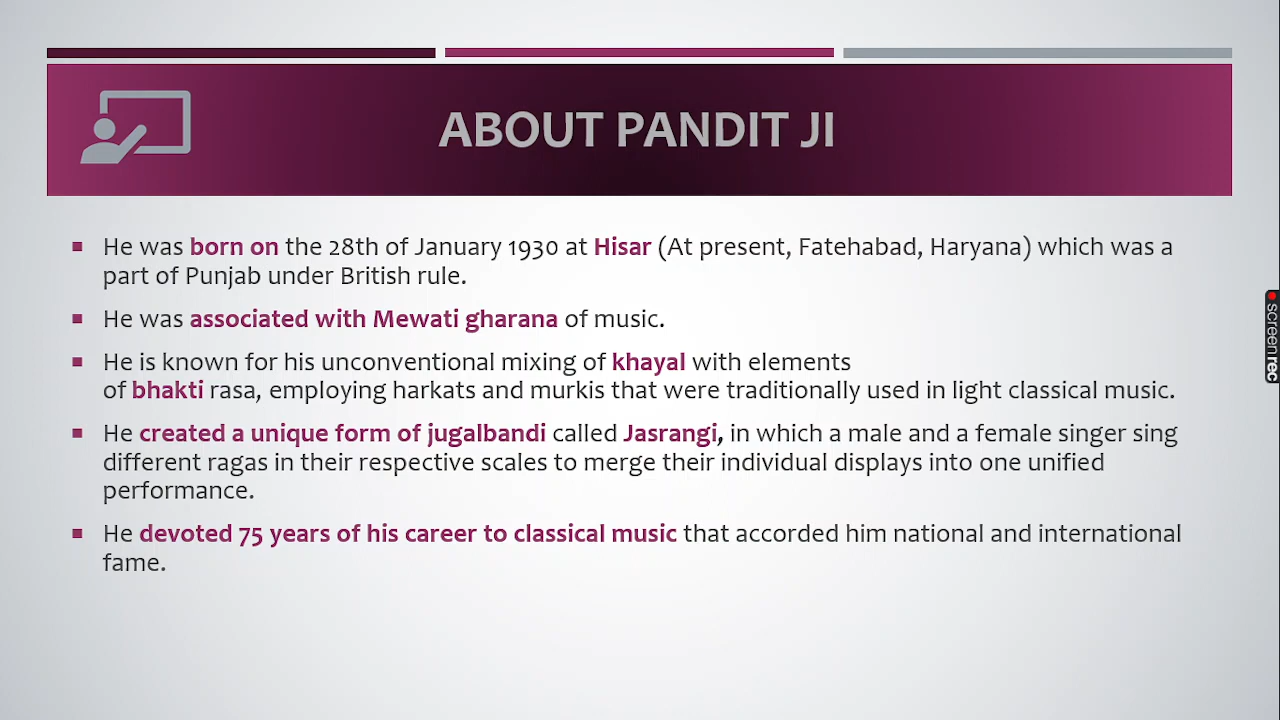 ABOUT PANDIT JI
He was born on the 28th of January 1930 at Hisar (At present, Fatehabad, Haryana) which was a
part of Punjab under British rule.
He was associated with Mewati gharana of music.
He is known for his unconventional mixing of khayal with elements
of bhakti rasa, employing harkats and murkis that were traditionally used in light classical music.
He created a unique form of jugalbandi called Jasrangi, in which a male and a female singer sing
different ragas in their respective scales to merge their individual displays into one unified
performance.
He devoted 75 years of his career to classical music that accorded him national and international
fame.
screenrec